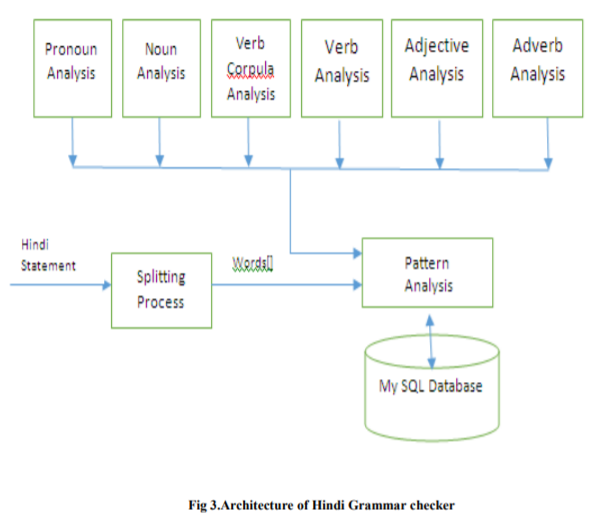 Pronoun
Analysis
Noun
Analysis
Verb
Corpula
Analysis
Verb
Analysis
Adjective
Analysis
Adverb
Analysis
Hindi
Statement
Splitting
Process
Words[]
Pattern
Analysis
My SQL Database
Fig 3.Architecture of Hindi Grammar checker